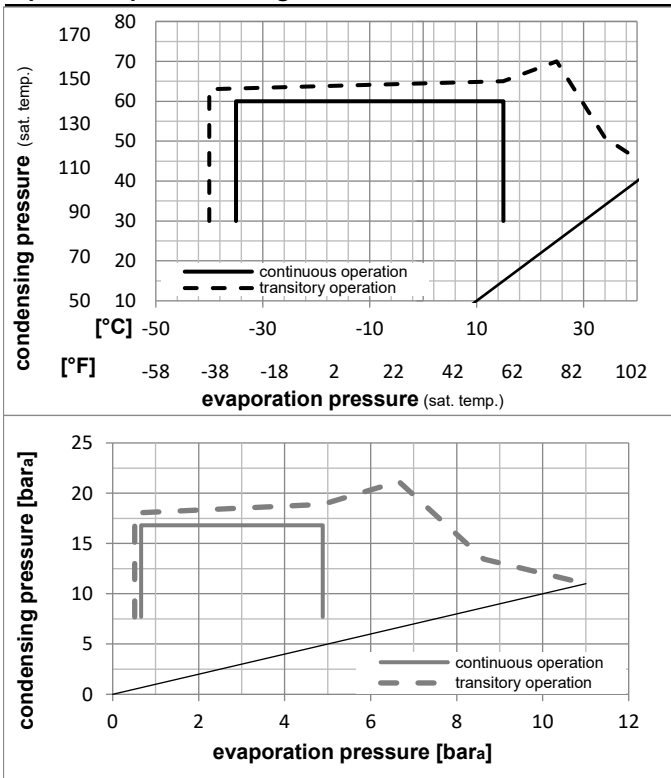 80
170
70
150
60
130
50
110
40
90
30
70
20
50
10
condensing pressure (sat. temp.)
continuous operation
transitory operation
[°C] -50 -30 -10 10 30
[°F] -58 -38 -18 2 22 42 62 82 102
evaporation pressure (sat. temp.)
25
20
15
10
5
0
condensing pressure [bara]
continuous operation
transitory operation
0 2 4 6 8 10 12
evaporation pressure [bara]